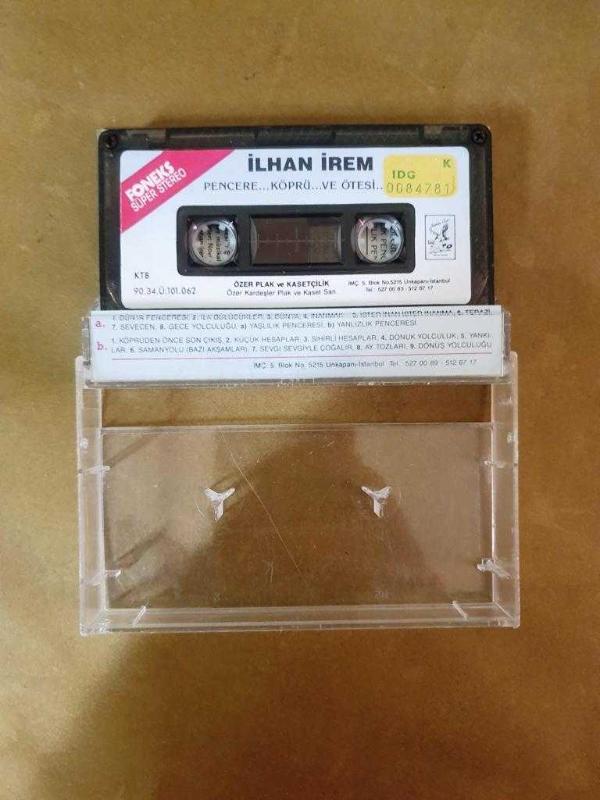 FONEKS
SÜPER STEREO
İLHAN İREM
PENCERE...KÖPRÜ...VE ÖTESİ..
K
IDG
0084781
KTB
90.34.Ü.101.062
ÖZER PLAK ve KASETÇİLİK
Özer Kardeşler Plak ve Kaset San.
İMÇ. 5. Blok No.5215 Unkapanı-İstanbul
Tel: 527 00 83 - 512 67 17
a. 1. DÜNYA PENCERESİ, 2. İLK ÖLÜCÜKLER, 3. DÜNYA, 4. İNANMAK 5. İSTER İNAN İSTER İNANMA, 6. TERAZİ,
7. SEVECEN, 8. GECE YOLCULUĞU, a) YAŞLILIK PENCERESİ, b) YANLIZLIK PENCERESİ
b. 1. KÖPRÜDEN ÖNCE SON ÇIKIŞ, 2. KÜÇÜK HESAPLAR, 3. SİHİRLİ HESAPLAR, 4. DONUK YOLCULUK, 5. YANKI-
LAR, 6. SAMANYOLU (BAZI AKŞAMLAR), 7. SEVGİ SEVGİYLE ÇOĞALIR, 8. AY TOZLARI, 9. DÖNÜŞ YOLCULUĞU
İMÇ. 5. Blok No. 5215 Unkapanı-İstanbul Tel. 527 00 89 - 512 67 17